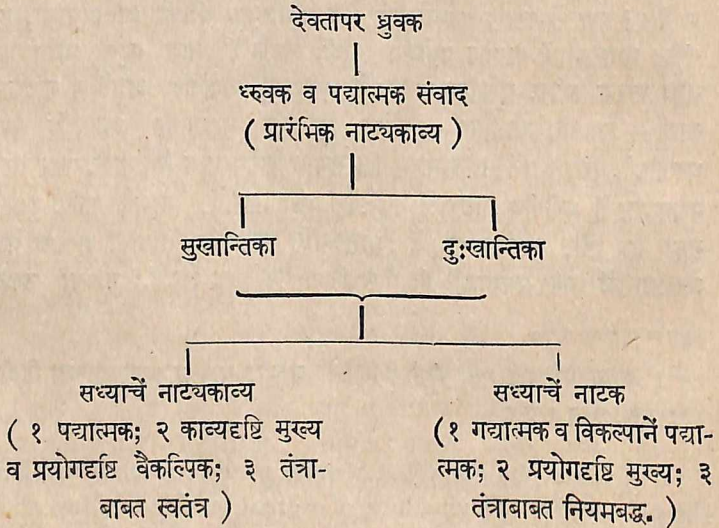 देवतापर ध्रुवक
ध्रुवक व पद्यात्मक संवाद
( प्रारंभिक नाट्यकाव्य )
सुखान्तिका
दुःखान्तिका
सध्याचें नाट्यकाव्य
( १ पद्यात्मक; २ काव्यदृष्टि मुख्य
व प्रयोगदृष्टि वैकल्पिक; ३ तंत्रा-
बाबत स्वतंत्र )
सध्याचें नाटक
(१ गद्यात्मक व विकल्पानें पद्या-
त्मक; २ प्रयोगदृष्टि मुख्य; ३
तंत्राबाबत नियमबद्ध. )